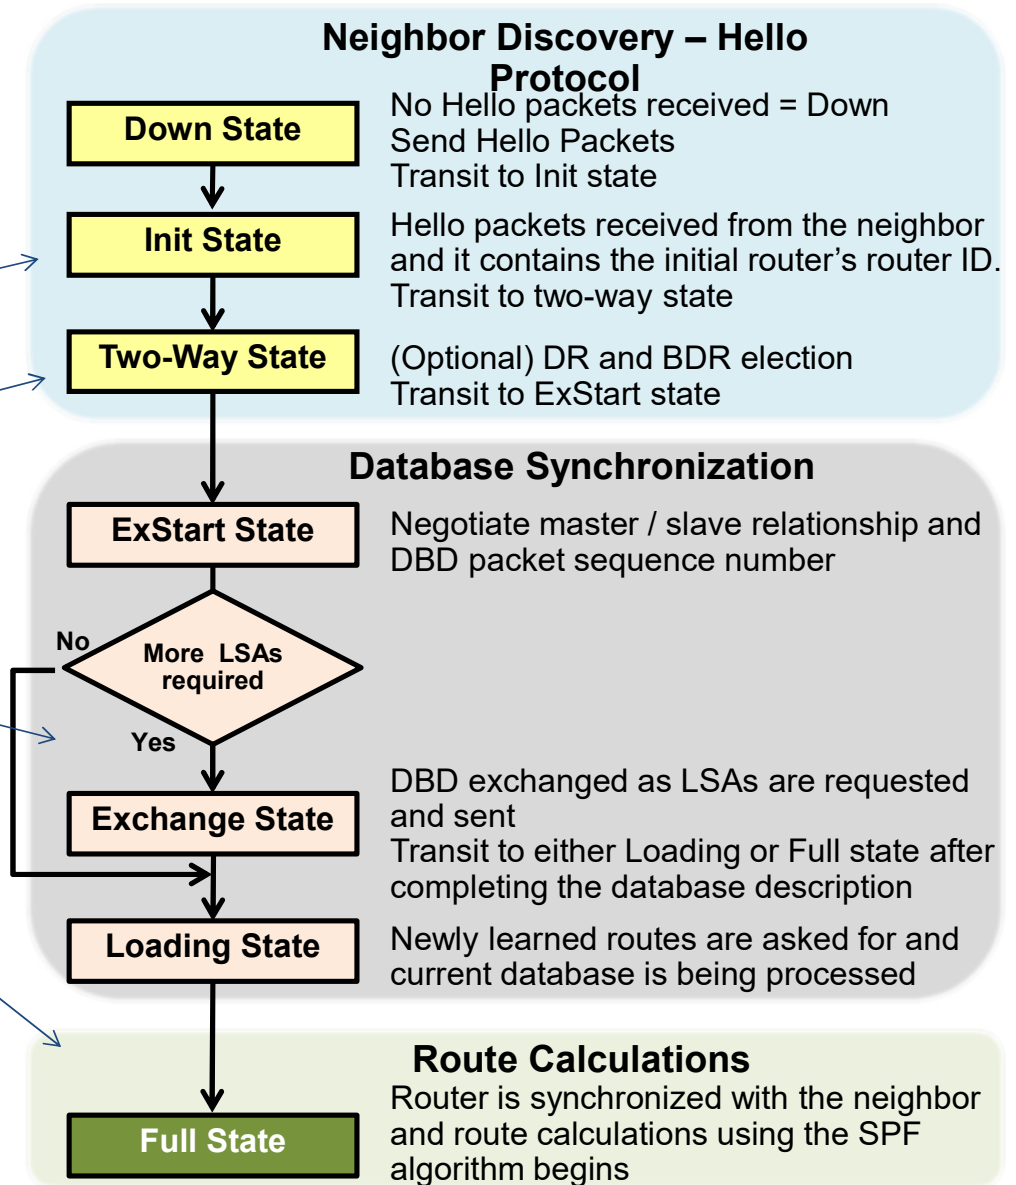 Neighbor Discovery – Hello
Protocol
Down State
No Hello packets received = Down
Send Hello Packets
Transit to Init state
Init State
Hello packets received from the neighbor
and it contains the initial router’s router ID.
Transit to two-way state
Two-Way State
(Optional) DR and BDR election
Transit to ExStart state
Database Synchronization
ExStart State
Negotiate master / slave relationship and
DBD packet sequence number
No
More LSAs
required
Yes
Exchange State
DBD exchanged as LSAs are requested
and sent
Transit to either Loading or Full state after
completing the database description
Loading State
Newly learned routes are asked for and
current database is being processed
Route Calculations
Full State
Router is synchronized with the neighbor
and route calculations using the SPF
algorithm begins